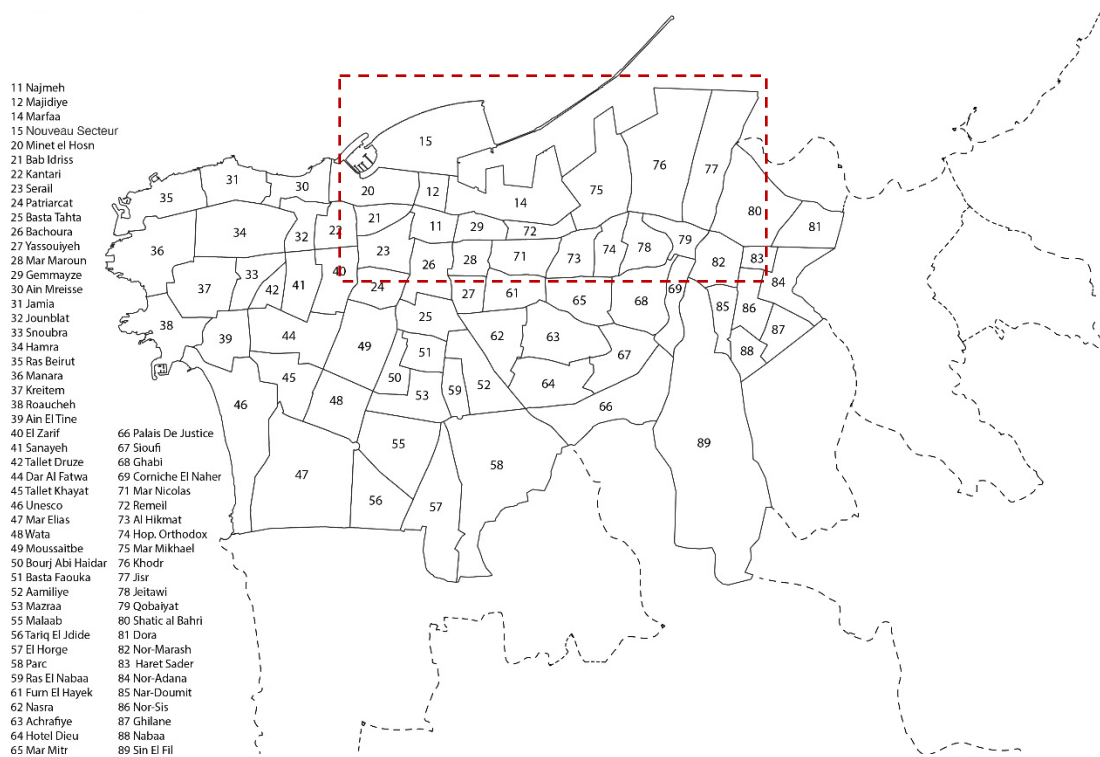 11 Najmeh
12 Majidiye
14 Marfaa
15 Nouveau Secteur
20 Minet el Hosn
21 Bab Idriss
22 Kantari
23 Serail
24 Patriarcat
25 Basta Tahta
26 Bachoura
27 Yassouiyeh
28 Mar Maroun
29 Gemmayze
30 Ain Mreisse
31 Jamia
32 Jounblat
33 Snoubra
34 Hamra
35 Ras Beirut
36 Manara
37 Kreitem
38 Roaucheh
39 Ain El Tine
40 El Zarif
41 Sanayeh
42 Tallet Druze
44 Dar Al Fatwa
45 Tallet Khayat
46 Unesco
47 Mar Elias
48 Wata
49 Moussaitbe
50 Bourj Abi Haidar
51 Basta Faouka
52 Aamiliye
53 Mazraa
55 Malaab
56 Tariq El Jdide
57 El Horge
58 Parc
59 Ras El Nabaa
61 Furn El Hayek
62 Nasra
63 Achrafiye
64 Hotel Dieu
65 Mar Mitr
66 Palais De Justice
67 Sioufi
68 Ghabi
69 Corniche El Naher
71 Mar Nicolas
72 Remeil
73 Al Hikmat
74 Hop. Orthodox
75 Mar Mikhael
76 Khodr
77 Jisr
78 Jeitawi
79 Qobaiyat
80 Shatic al Bahri
81 Dora
82 Nor-Marash
83 Haret Sader
84 Nor-Adana
85 Nar-Doumit
86 Nor-Sis
87 Ghilane
88 Nabaa
89 Sin El Fil
15
76
77
31
30
20
12
75
35
14
80
21
11
29
72
81
34
32
22
79
36
23
26
28
71
73
74
78
82
83
33
40
84
37
42
41
24
27
61
65
68
69
85
86
38
25
39
44
62
63
87
49
51
67
88
45
50
59
52
64
46
48
53
66
55
89
47
58
56
57